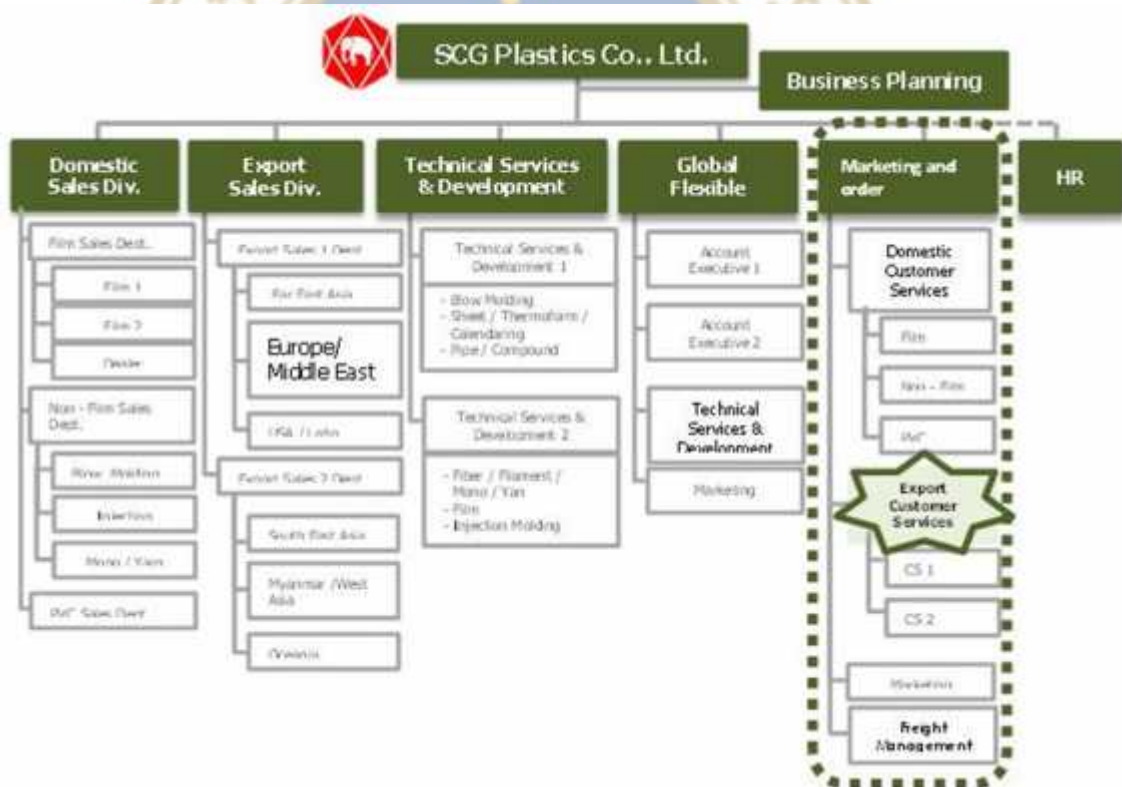 SCG Plastics Co., Ltd.
Business Planning
Domestic
Sales Div.
Film Sales Dept.
Film 1
Film 2
Dealer
Non - Film Sales
Dept.
Blow Molding
Injection
Mono / Yarn
PVC Sales Dept
Export
Sales Div.
Export Sales 1 Dept
Far East Asia
Europe/
Middle East
USA / Latin
Export Sales 2 Dept
South East Asia
Myanmar /West
Asia
Oceania
Technical Services
& Development
Technical Services &
Development 1
- Blow Molding
- Sheet / Thermoform /
Calendaring
- Pipe / Compound
Technical Services &
Development 2
- Fiber / Filament /
Mono / Yan
- Film
- Injection Molding
Global
Flexible
Account
Executive 1
Account
Executive 2
Technical
Services &
Development
Marketing
Marketing and
order
Domestic
Customer
Services
Film
Non - Film
PVC
Export
Customer
Services
CS 1
CS 2
Marketing
Freight
Management
HR